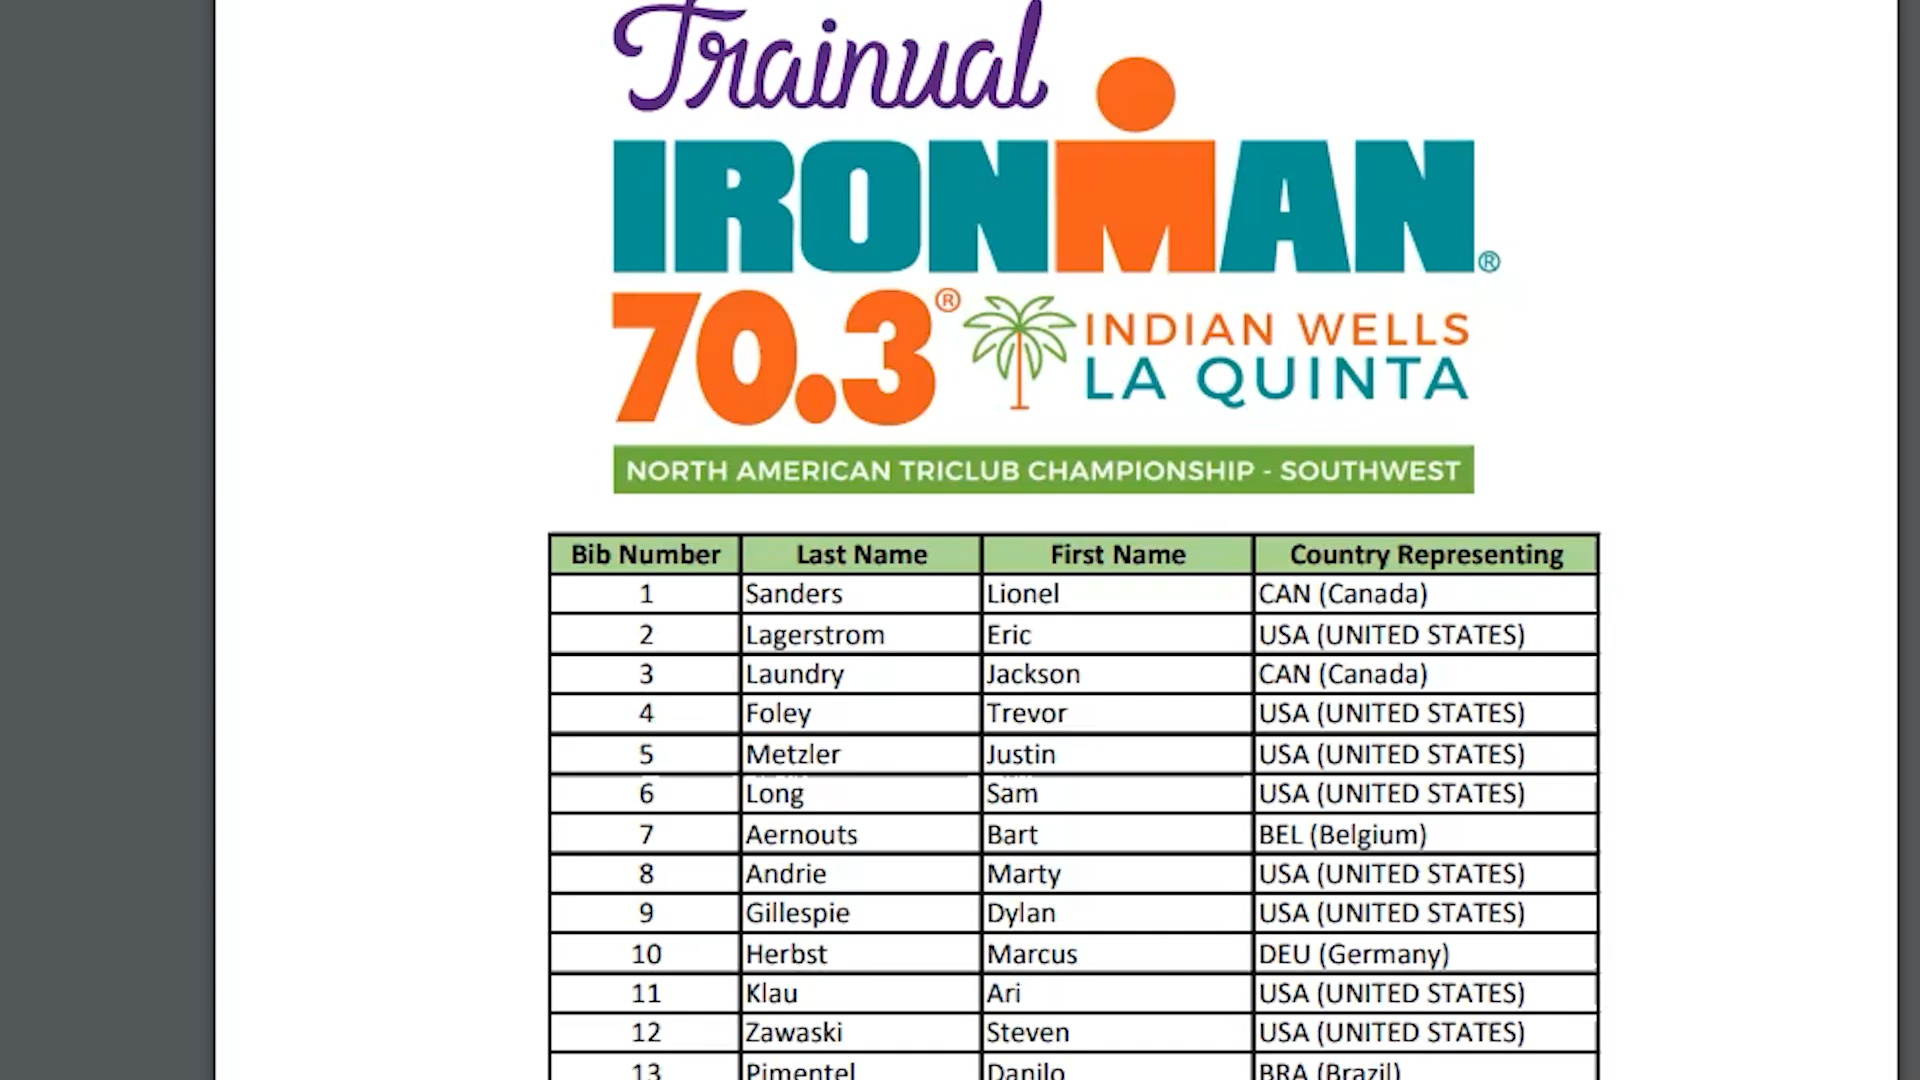 Trainual
IRONMAN®
70.3® INDIAN WELLS
LA QUINTA
NORTH AMERICAN TRICLUB CHAMPIONSHIP - SOUTHWEST
Bib Number Last Name First Name Country Representing
1 Sanders Lionel CAN (Canada)
2 Lagerstrom Eric USA (UNITED STATES)
3 Laundry Jackson CAN (Canada)
4 Foley Trevor USA (UNITED STATES)
5 Metzler Justin USA (UNITED STATES)
6 Long Sam USA (UNITED STATES)
7 Aernouts Bart BEL (Belgium)
8 Andrie Marty USA (UNITED STATES)
9 Gillespie Dylan USA (UNITED STATES)
10 Herbst Marcus DEU (Germany)
11 Klau Ari USA (UNITED STATES)
12 Zawaski Steven USA (UNITED STATES)
13 Pimentel Danilo BRA (Brazil)